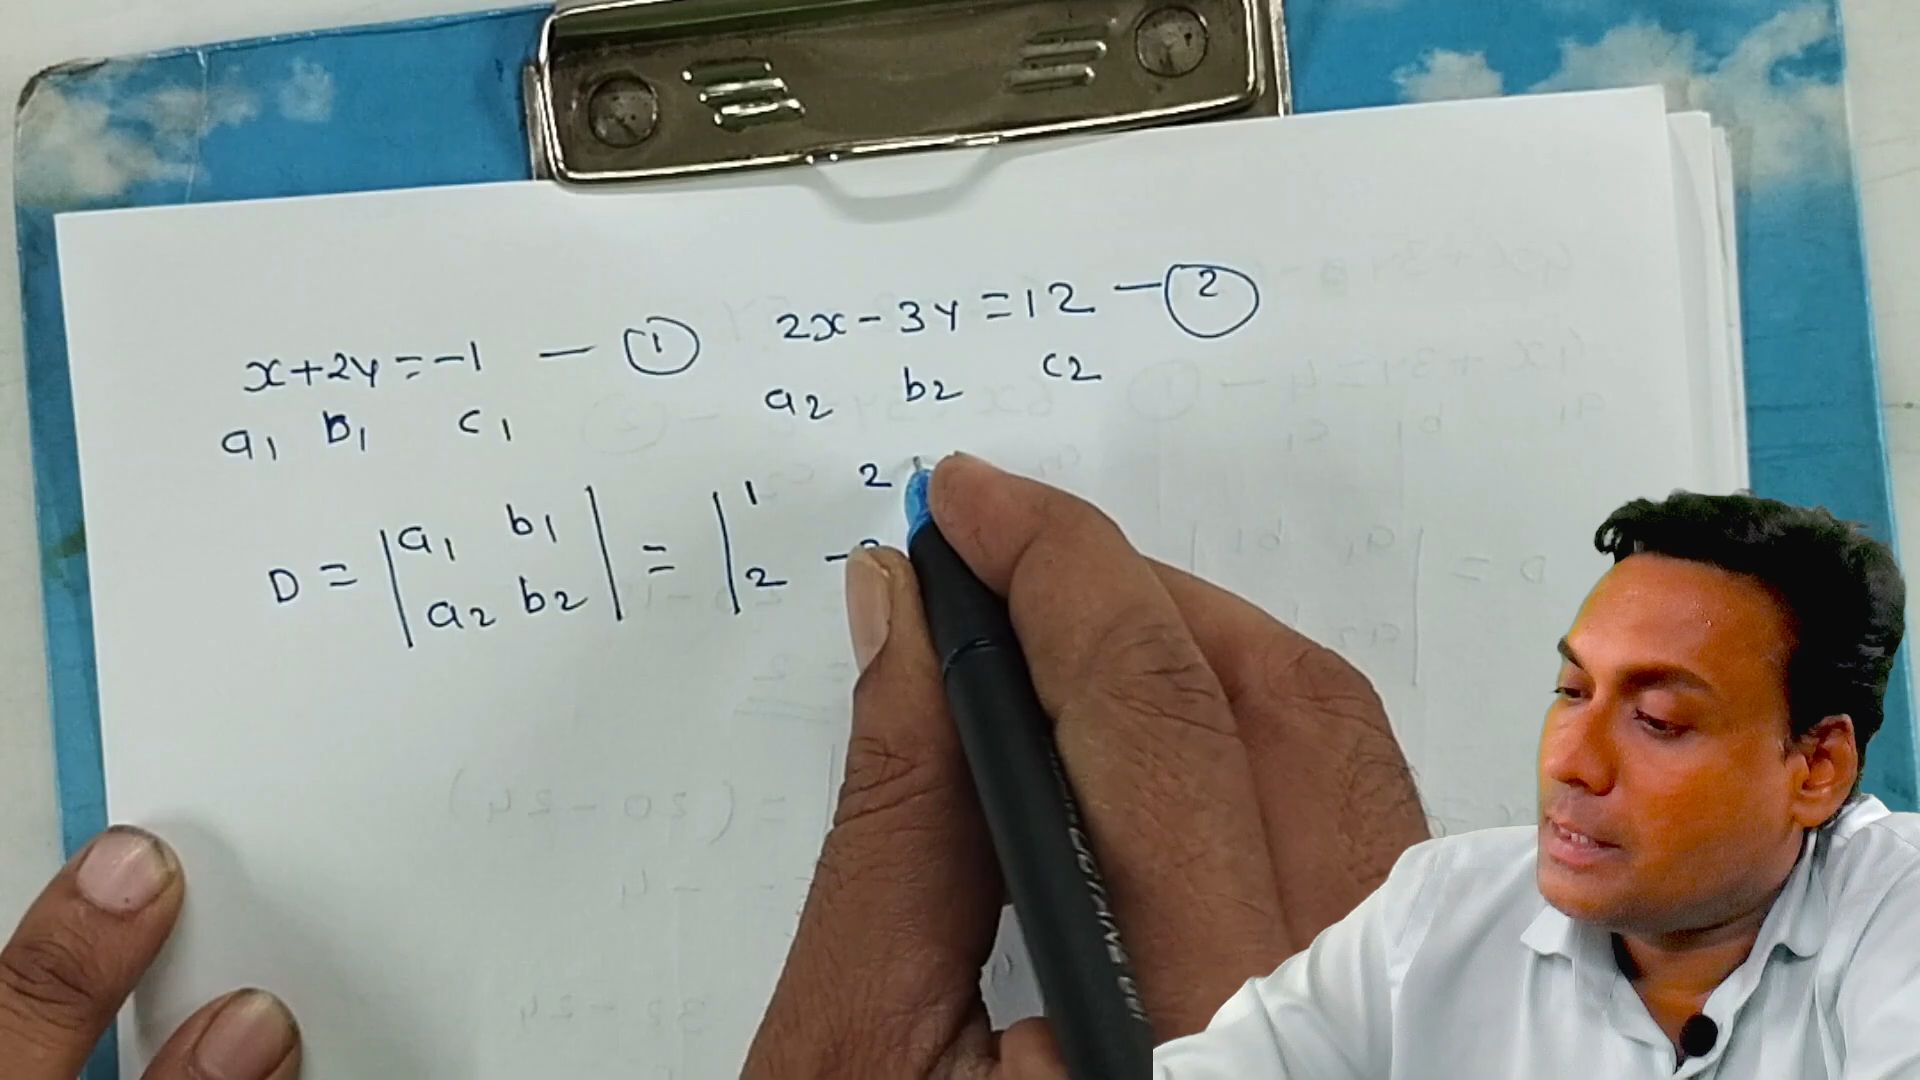 x+2y=-1 — ① 2x-3y=12 — ②
a1 b1 c1 a2 b2 c2
D = | a1 b1 | = | 1 2
| a2 b2 | | 2 -